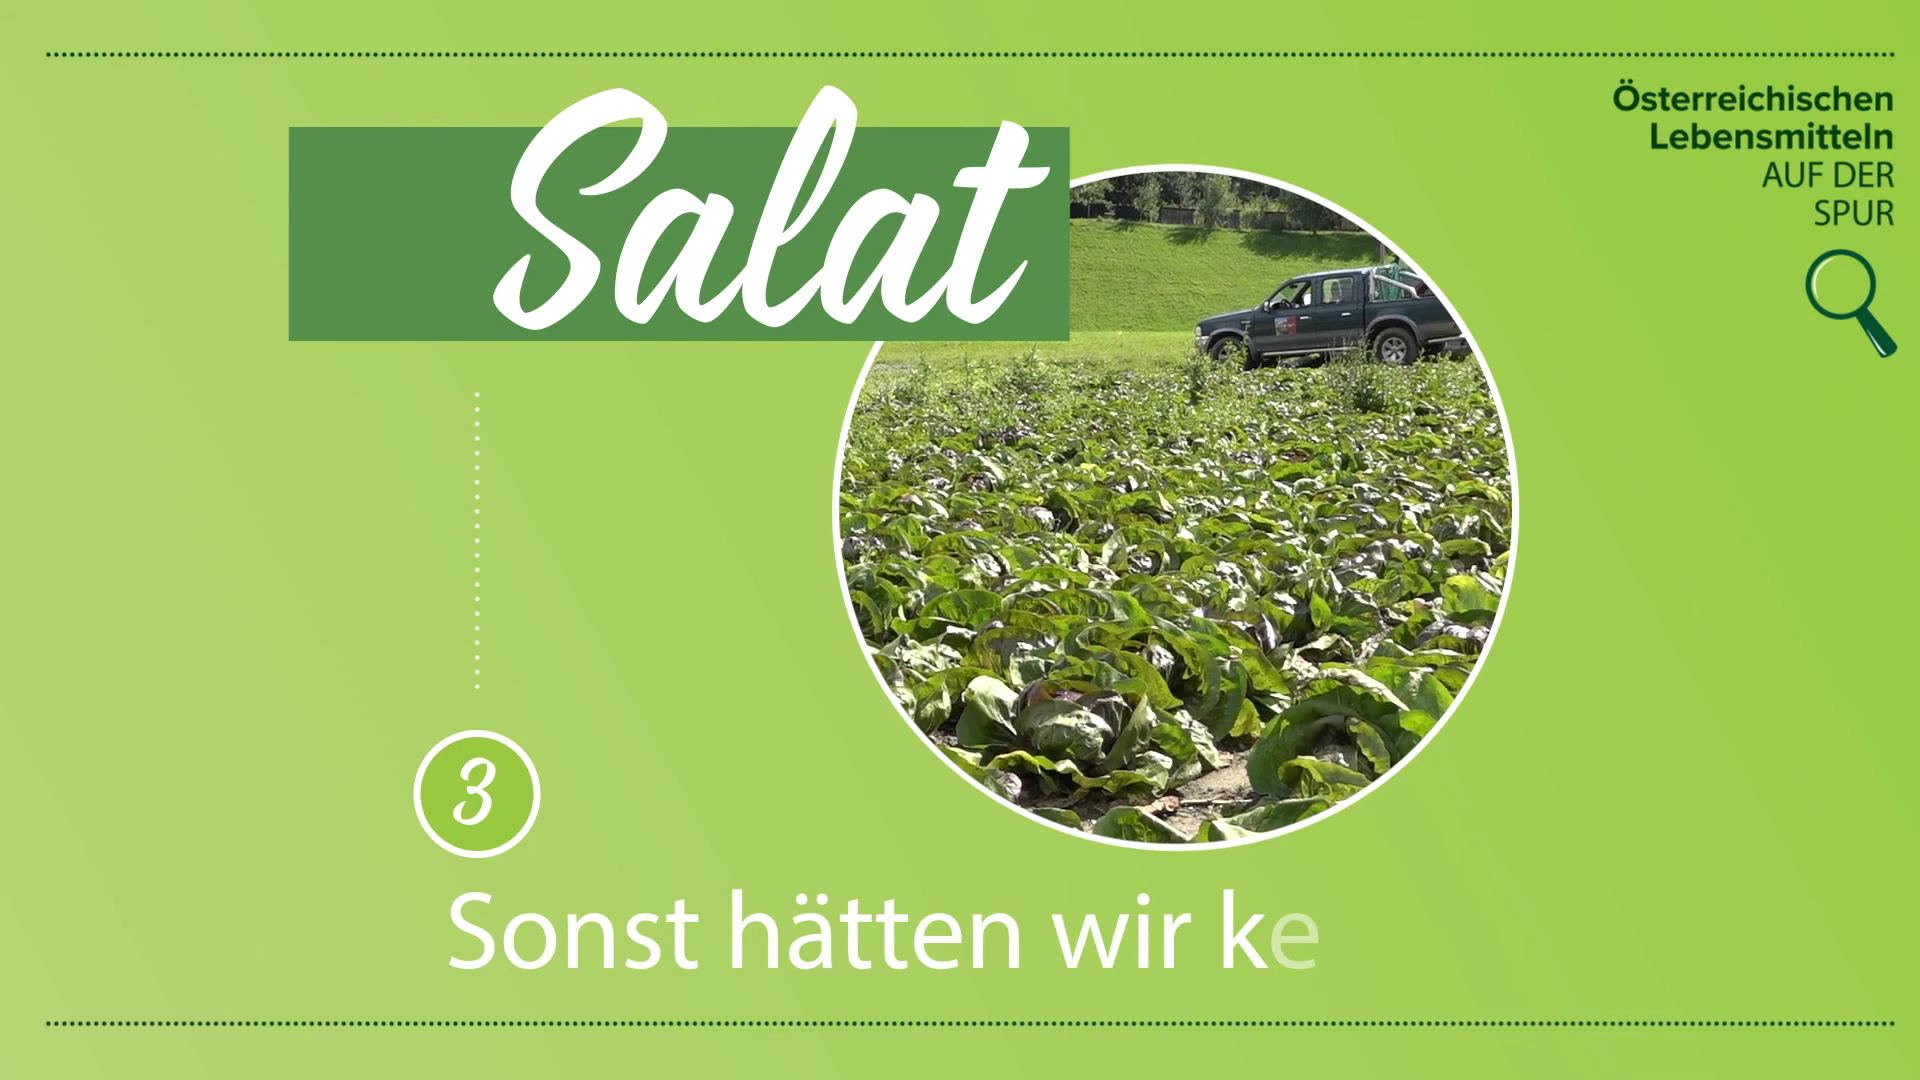 Salat
Österreichischen
Lebensmitteln
AUF DER
SPUR
3
Sonst hätten wir ke